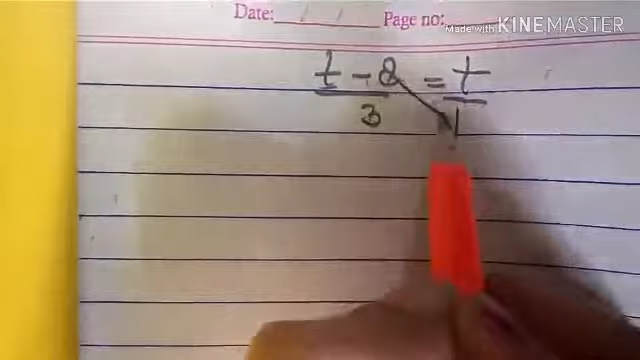 Date: / / Page no:
Made with KINEMASTER
t - 2 = t
3 1